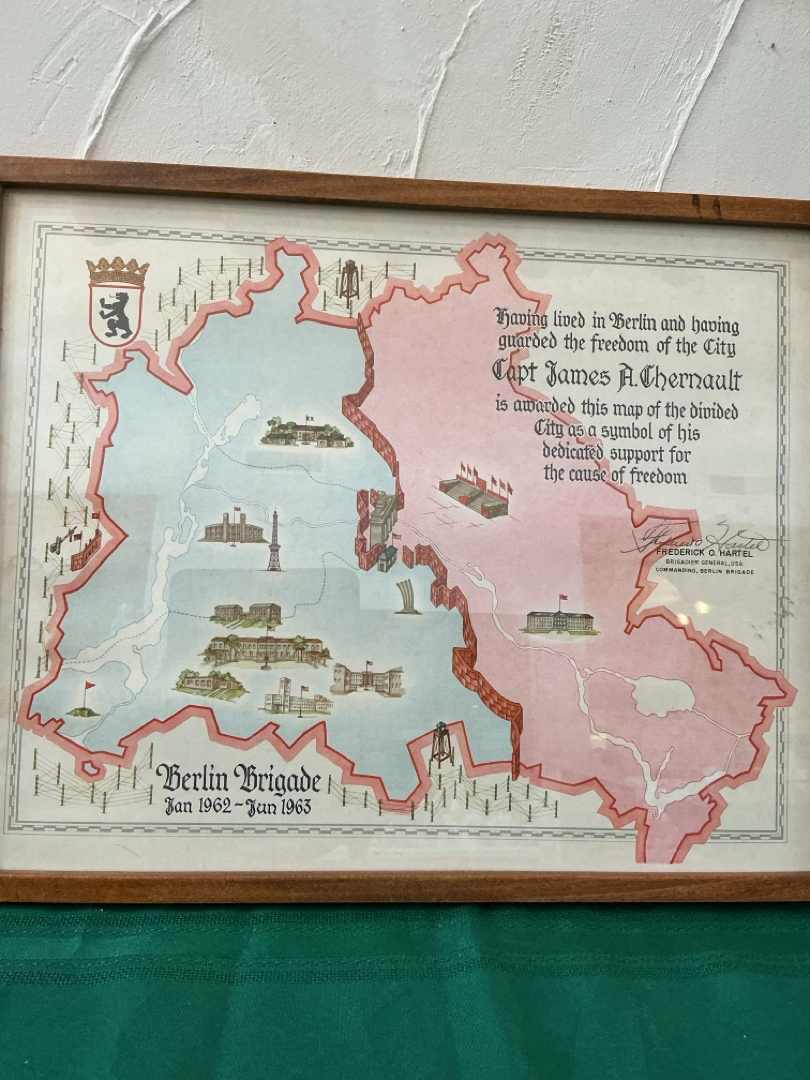 Having lived in Berlin and having
guarded the freedom of the City
Capt James A. Chernault
is awarded this map of the divided
City as a symbol of his
dedicated support for
the cause of freedom
Frederick O Hartel
FREDERICK O. HARTEL
BRIGADIER GENERAL, USA
COMMANDING, BERLIN BRIGADE
Berlin Brigade
Jan 1962 - Jun 1963